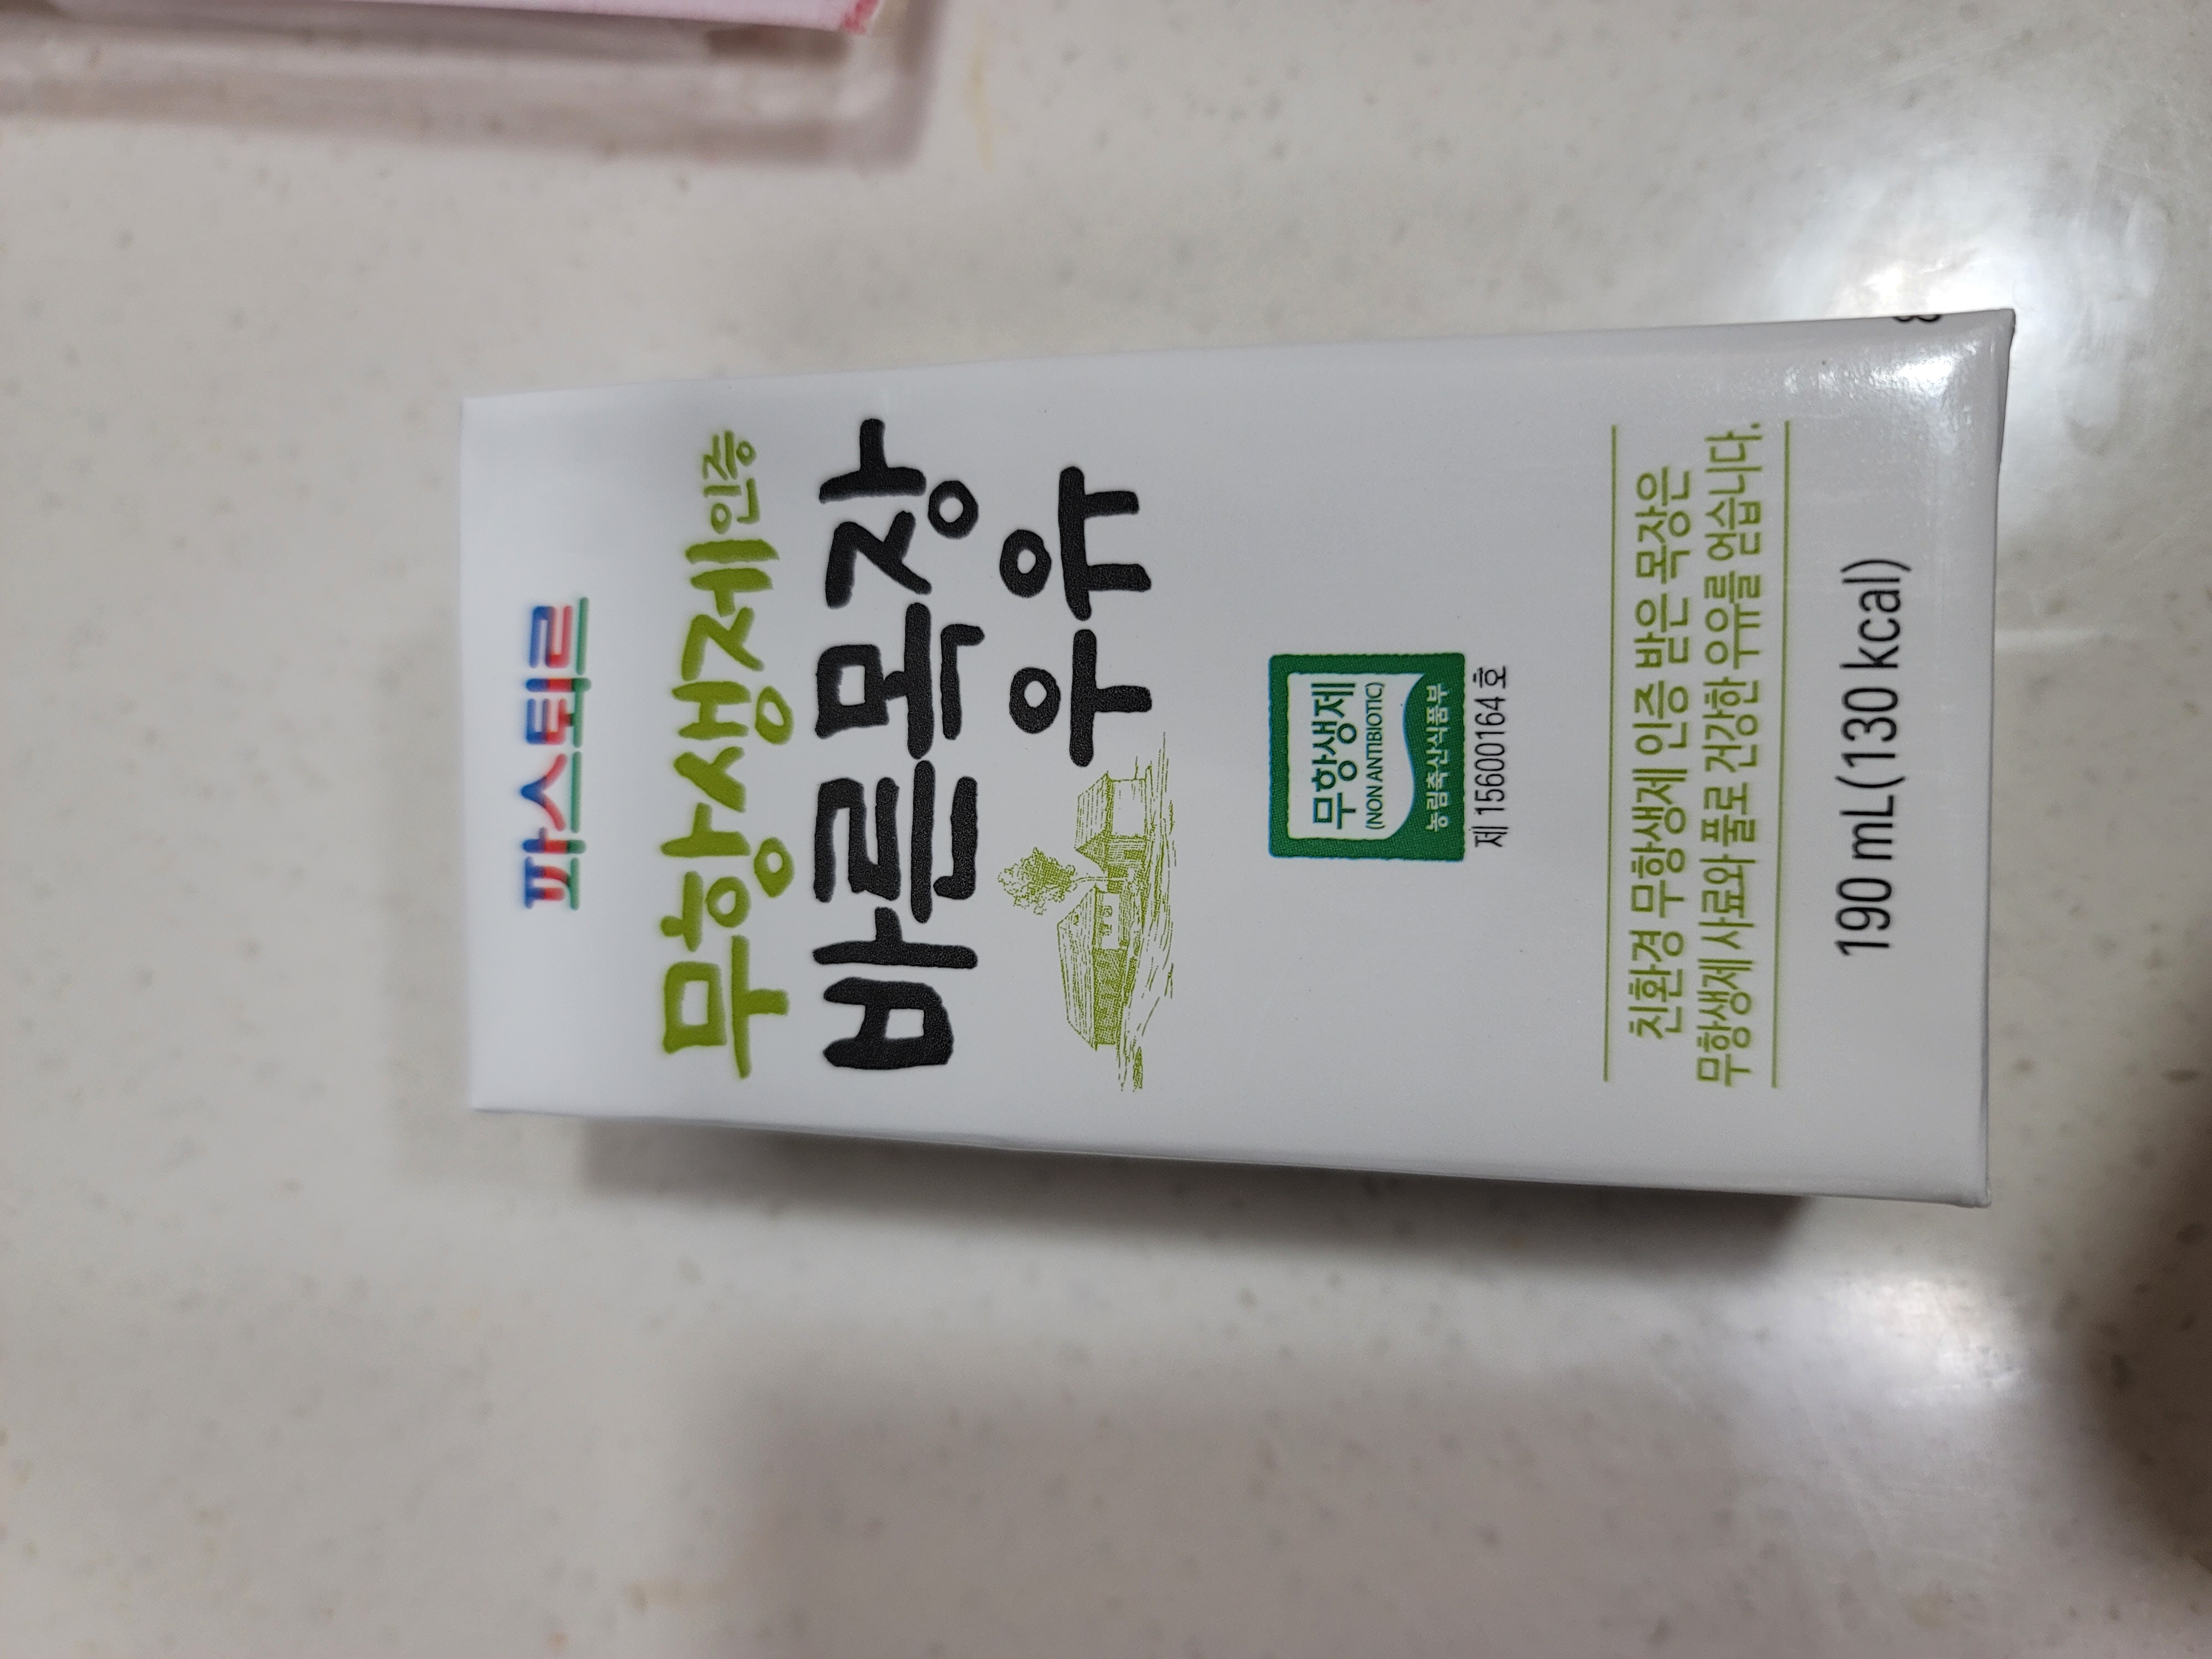 파스퇴르
무항생제인증
바른목장
우유
무항생제
(NON ANTIBIOTIC)
농림축산식품부
제 15600164 호
친환경 무항생제 인증 받은 목장은
무항생제 사료와 풀로 건강한 우유를 얻습니다.
190 mL(130 kcal)